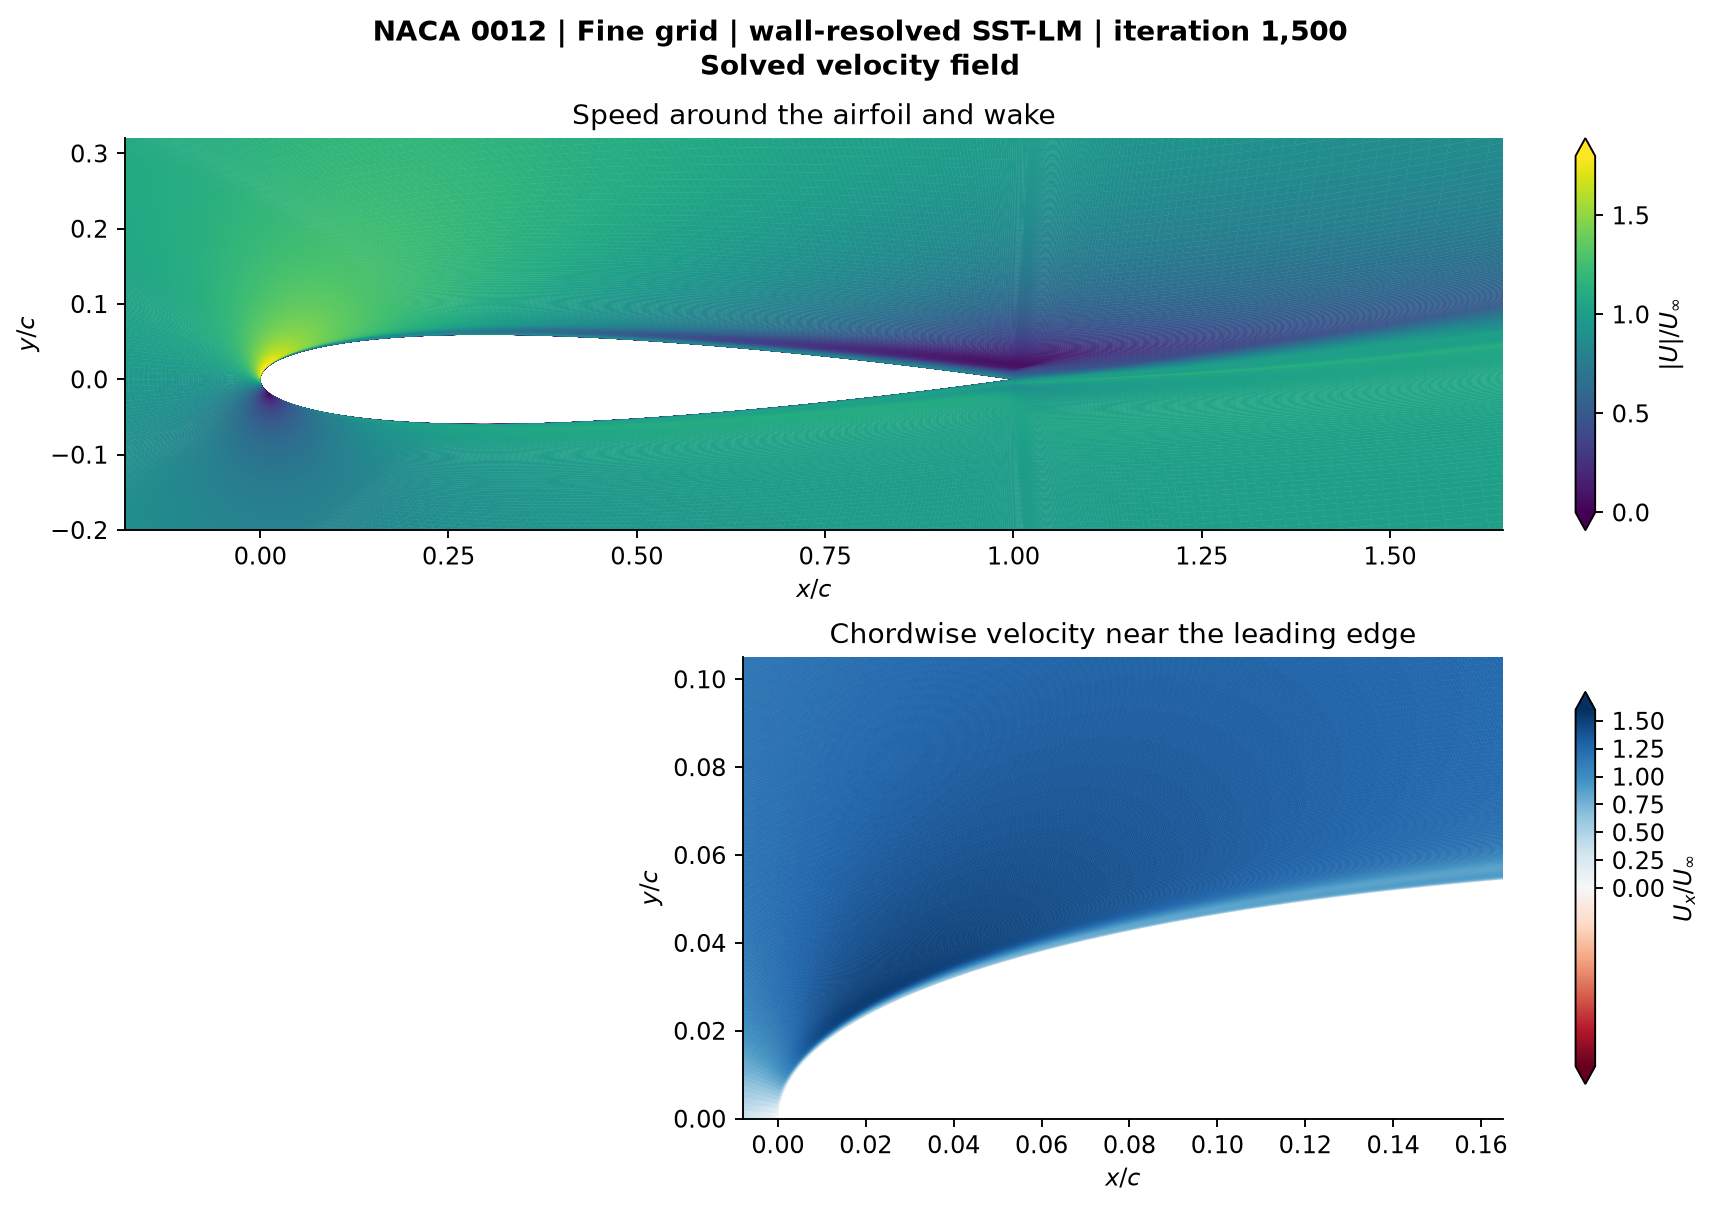 NACA 0012 | Fine grid | wall-resolved SST-LM | iteration 1,500
Solved velocity field
Speed around the airfoil and wake
0.3
0.2
0.1
0.0
−0.1
−0.2
y/c
0.00 0.25 0.50 0.75 1.00 1.25 1.50
x/c
1.5
1.0
0.5
0.0
|U|/U∞
Chordwise velocity near the leading edge
0.10
0.08
0.06
0.04
0.02
0.00
y/c
0.00 0.02 0.04 0.06 0.08 0.10 0.12 0.14 0.16
x/c
1.50
1.25
1.00
0.75
0.50
0.25
0.00
Ux/U∞